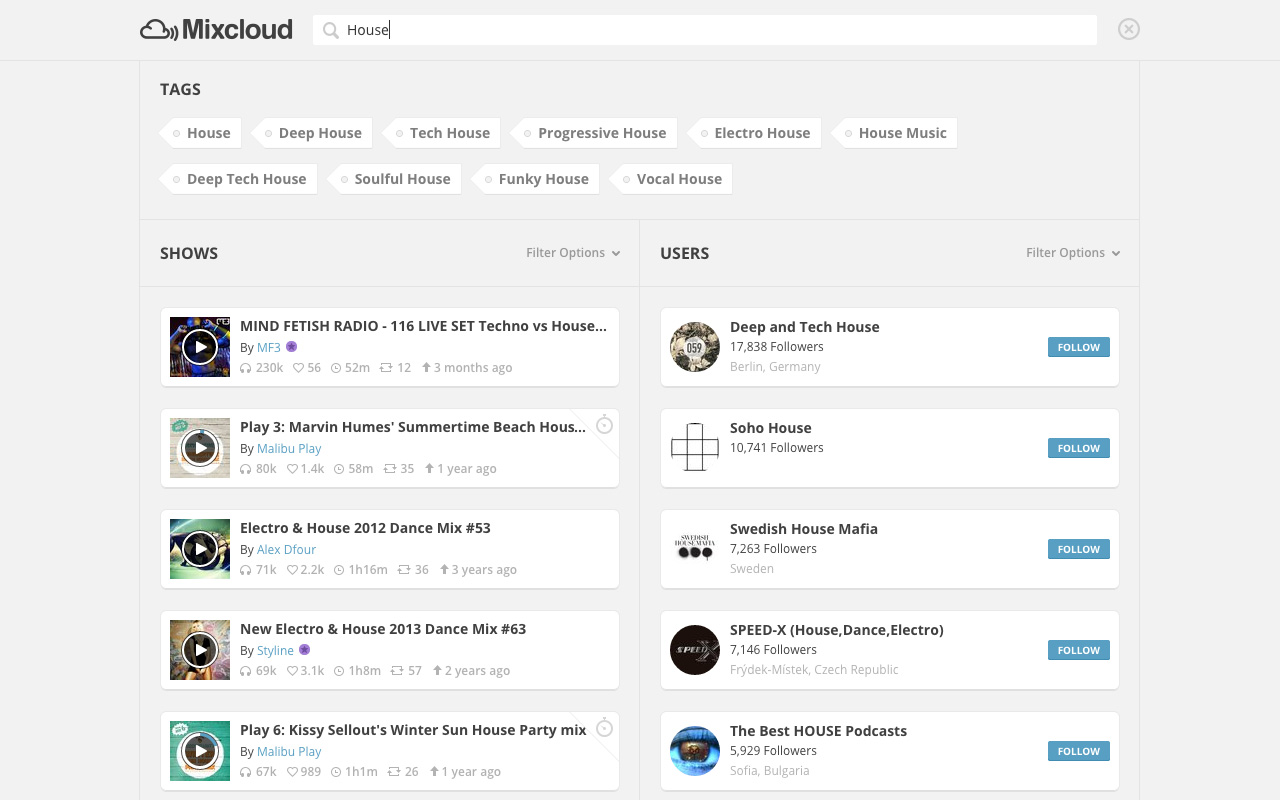 Mixcloud
House
TAGS
House
Deep House
Tech House
Progressive House
Electro House
House Music
Deep Tech House
Soulful House
Funky House
Vocal House
SHOWS
Filter Options
MIND FETISH RADIO - 116 LIVE SET Techno vs House...
By MF3
230k 56 52m 12 3 months ago
Play 3: Marvin Humes' Summertime Beach Hous...
By Malibu Play
80k 1.4k 58m 35 1 year ago
Electro & House 2012 Dance Mix #53
By Alex Dfour
71k 2.2k 1h16m 36 3 years ago
New Electro & House 2013 Dance Mix #63
By Styline
69k 3.1k 1h8m 57 2 years ago
Play 6: Kissy Sellout's Winter Sun House Party mix
By Malibu Play
67k 989 1h1m 26 1 year ago
USERS
Filter Options
059
Deep and Tech House
17,838 Followers
Berlin, Germany
FOLLOW
Soho House
10,741 Followers
FOLLOW
SWEDISH
HOUSE MAFIA
Swedish House Mafia
7,263 Followers
Sweden
FOLLOW
SPEED-X
SPEED-X (House,Dance,Electro)
7,146 Followers
Frýdek-Místek, Czech Republic
FOLLOW
The Best HOUSE Podcasts
5,929 Followers
Sofia, Bulgaria
FOLLOW